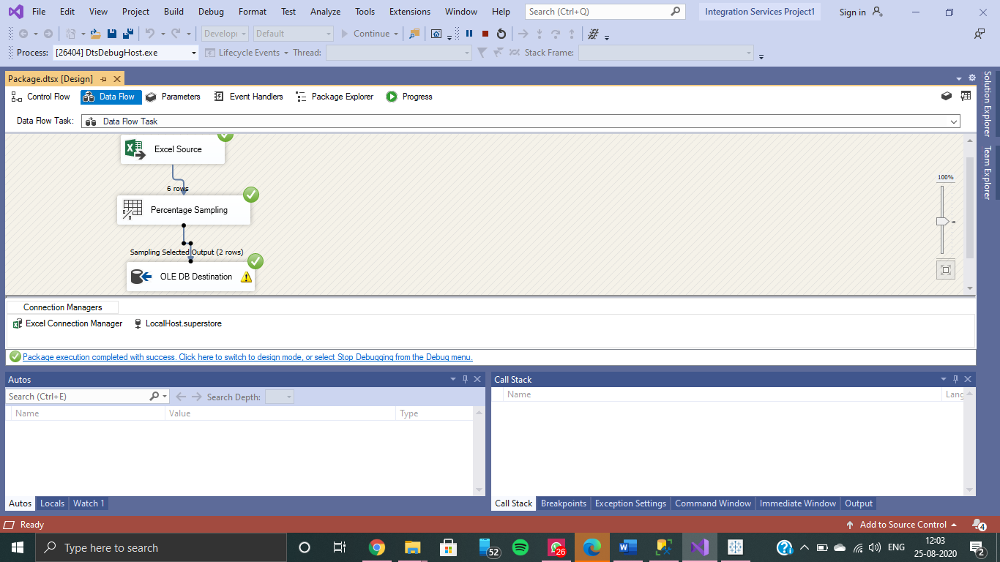 File Edit View Project Build Debug Format Test Analyze Tools Extensions Window Help Search (Ctrl+Q) Integration Services Project1 Sign in
Developi Default Continue
Process: [26404] DtsDebugHost.exe Lifecycle Events Thread: Stack Frame:
Package.dtsx [Design]
Control Flow Data Flow Parameters Event Handlers Package Explorer Progress
Data Flow Task: Data Flow Task
Excel Source
6 rows
Percentage Sampling
Sampling Selected Output (2 rows)
OLE DB Destination
100%
Solution Explorer
Team Explorer
Connection Managers
Excel Connection Manager LocalHost.superstore
Package execution completed with success. Click here to switch to design mode, or select Stop Debugging from the Debug menu.
Autos
Search (Ctrl+E) Search Depth:
Name Value Type
Autos Locals Watch 1
Call Stack
Name Lang
Call Stack Breakpoints Exception Settings Command Window Immediate Window Output
Ready Add to Source Control 4
Type here to search 52 26 ENG 12:03
25-08-2020 2